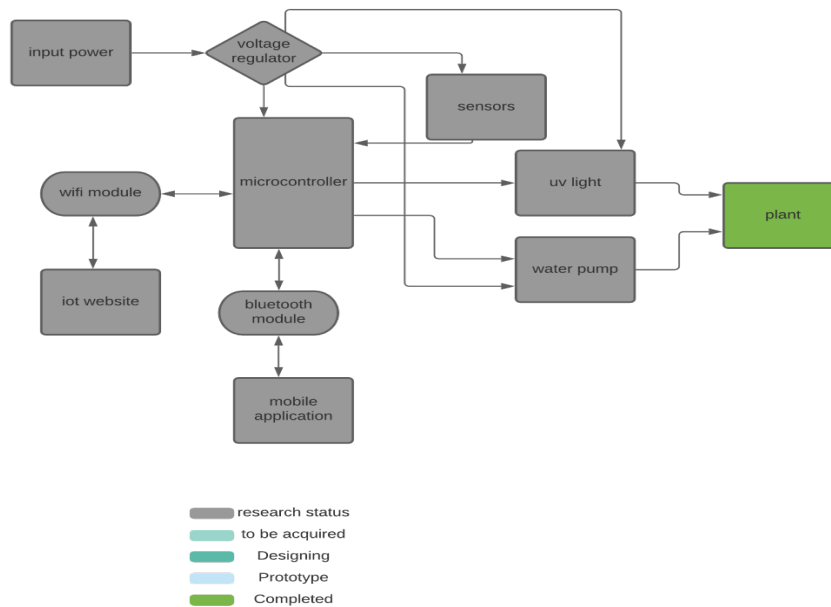 input power
voltage
regulator
sensors
microcontroller
wifi module
uv light
plant
water pump
iot website
bluetooth
module
mobile
application
research status
to be acquired
Designing
Prototype
Completed